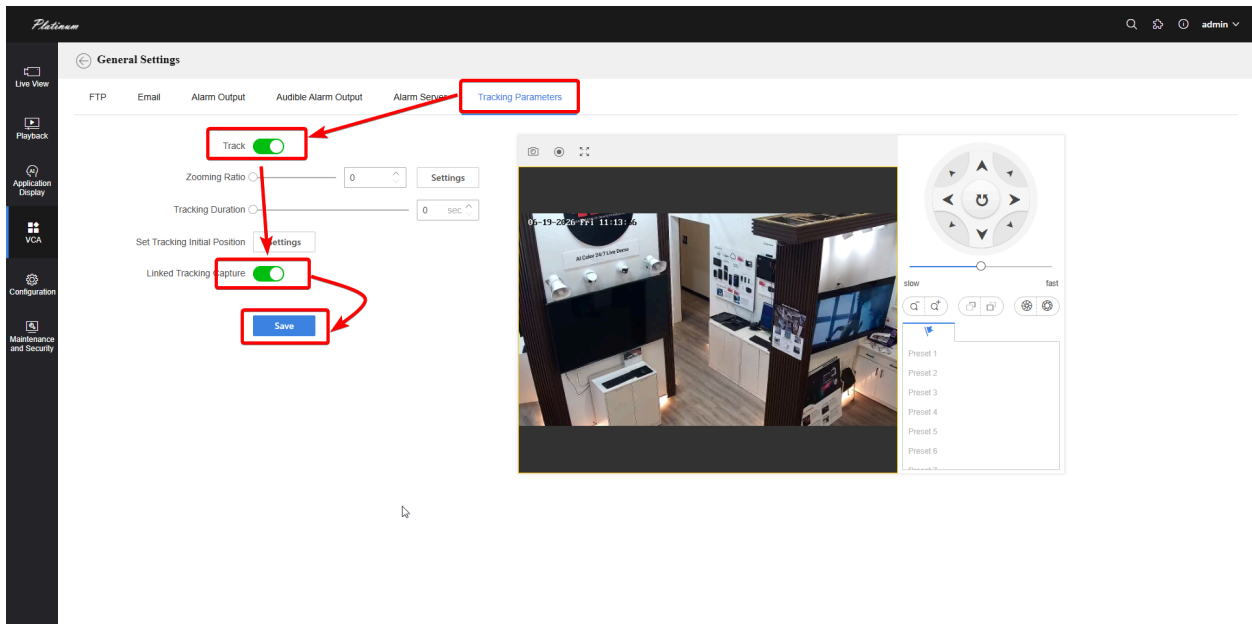 Platinum
admin
Live View
Playback
Application
Display
VCA
Configuration
Maintenance
and Security
General Settings
FTP Email Alarm Output Audible Alarm Output Alarm Server Tracking Parameters
Track
Zooming Ratio 0 Settings
Tracking Duration 0 sec
Set Tracking Initial Position Settings
Linked Tracking Capture
Save
06-19-2026 Fri 11:13:
AI Color 24/7 Live Demo
slow fast
Preset 1
Preset 2
Preset 3
Preset 4
Preset 5
Preset 6